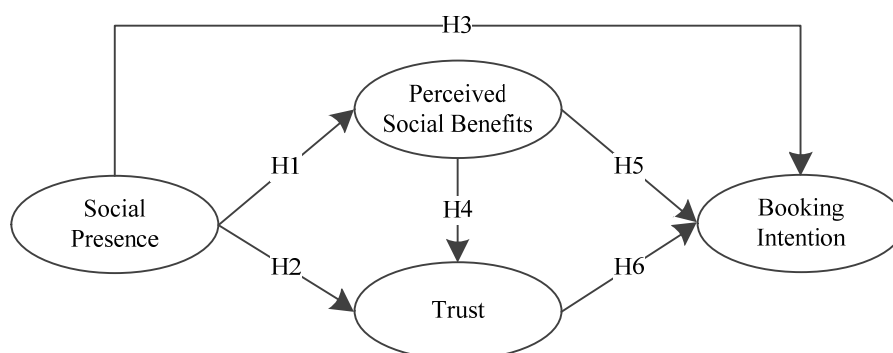 H3
Perceived
Social Benefits
H1
H5
Social
Presence
H4
Booking
Intention
H2
H6
Trust